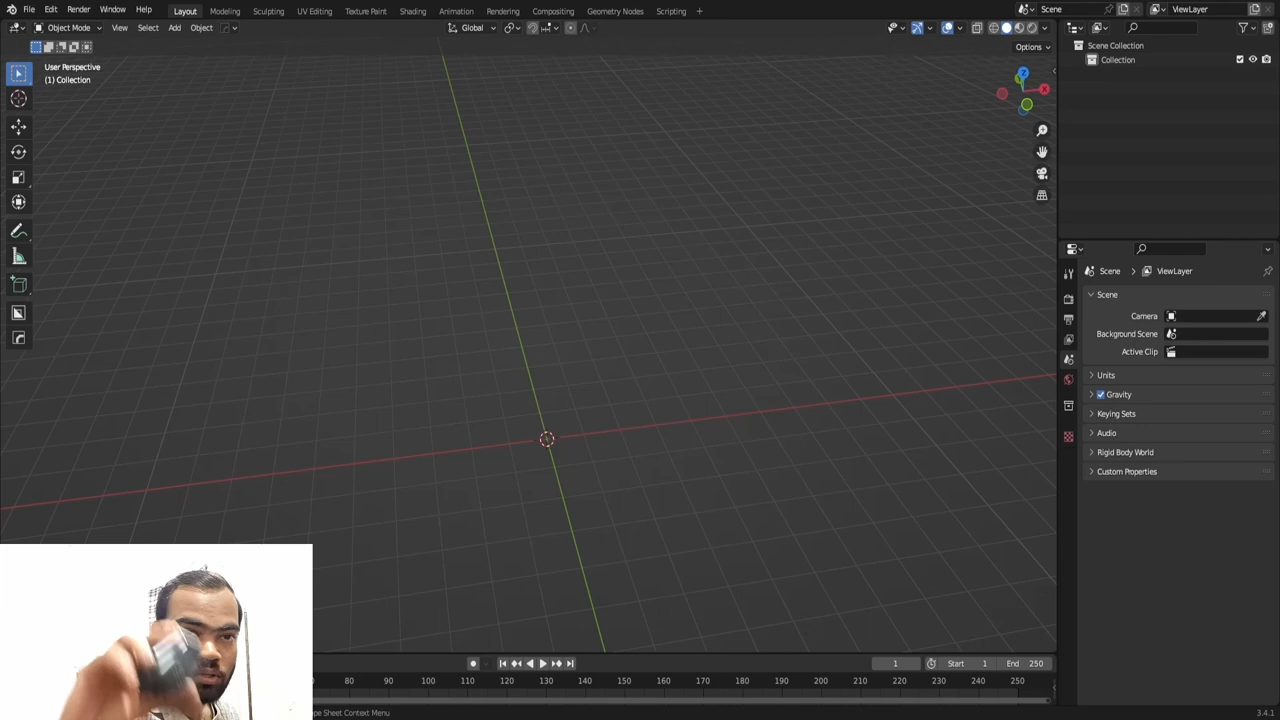 File Edit Render Window Help
Layout Modeling Sculpting UV Editing Texture Paint Shading Animation Rendering Compositing Geometry Nodes Scripting +
Scene
ViewLayer
Object Mode View Select Add Object
Global
Options
User Perspective
(1) Collection
Z
X
Scene Collection
Collection
Scene
ViewLayer
Scene
Camera
Background Scene
Active Clip
Units
Gravity
Keying Sets
Audio
Rigid Body World
Custom Properties
1
Start 1
End 250
80 90 100 110 120 130 140 150 160 170 180 190 200 210 220 230 240 250
Context Menu
3.4.1